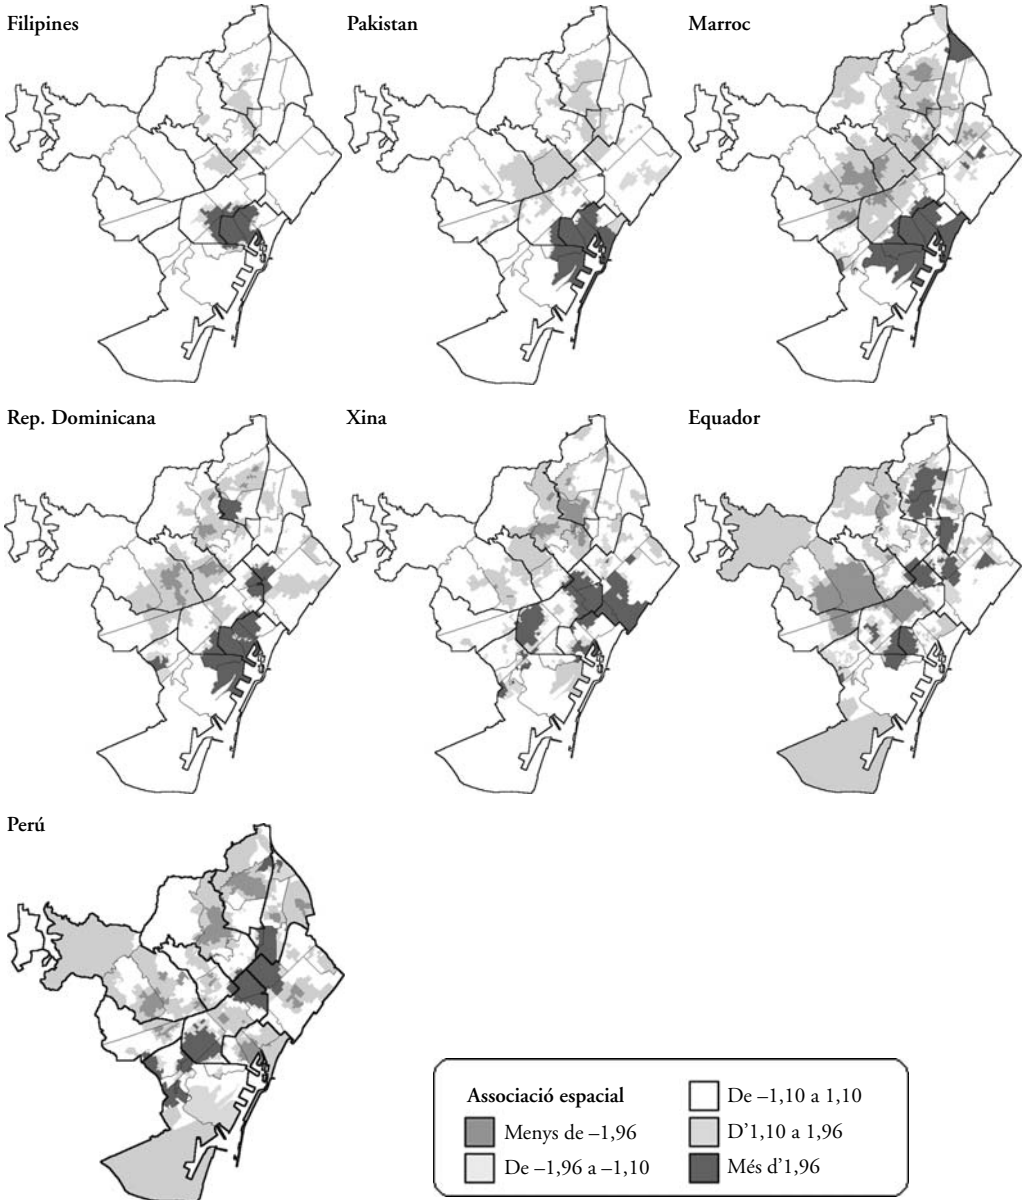 Filipines
Pakistan
Marroc
Rep. Dominicana
Xina
Equador
Perú
Associació espacial
Menys de –1,96
De –1,96 a –1,10
De –1,10 a 1,10
D’1,10 a 1,96
Més d’1,96